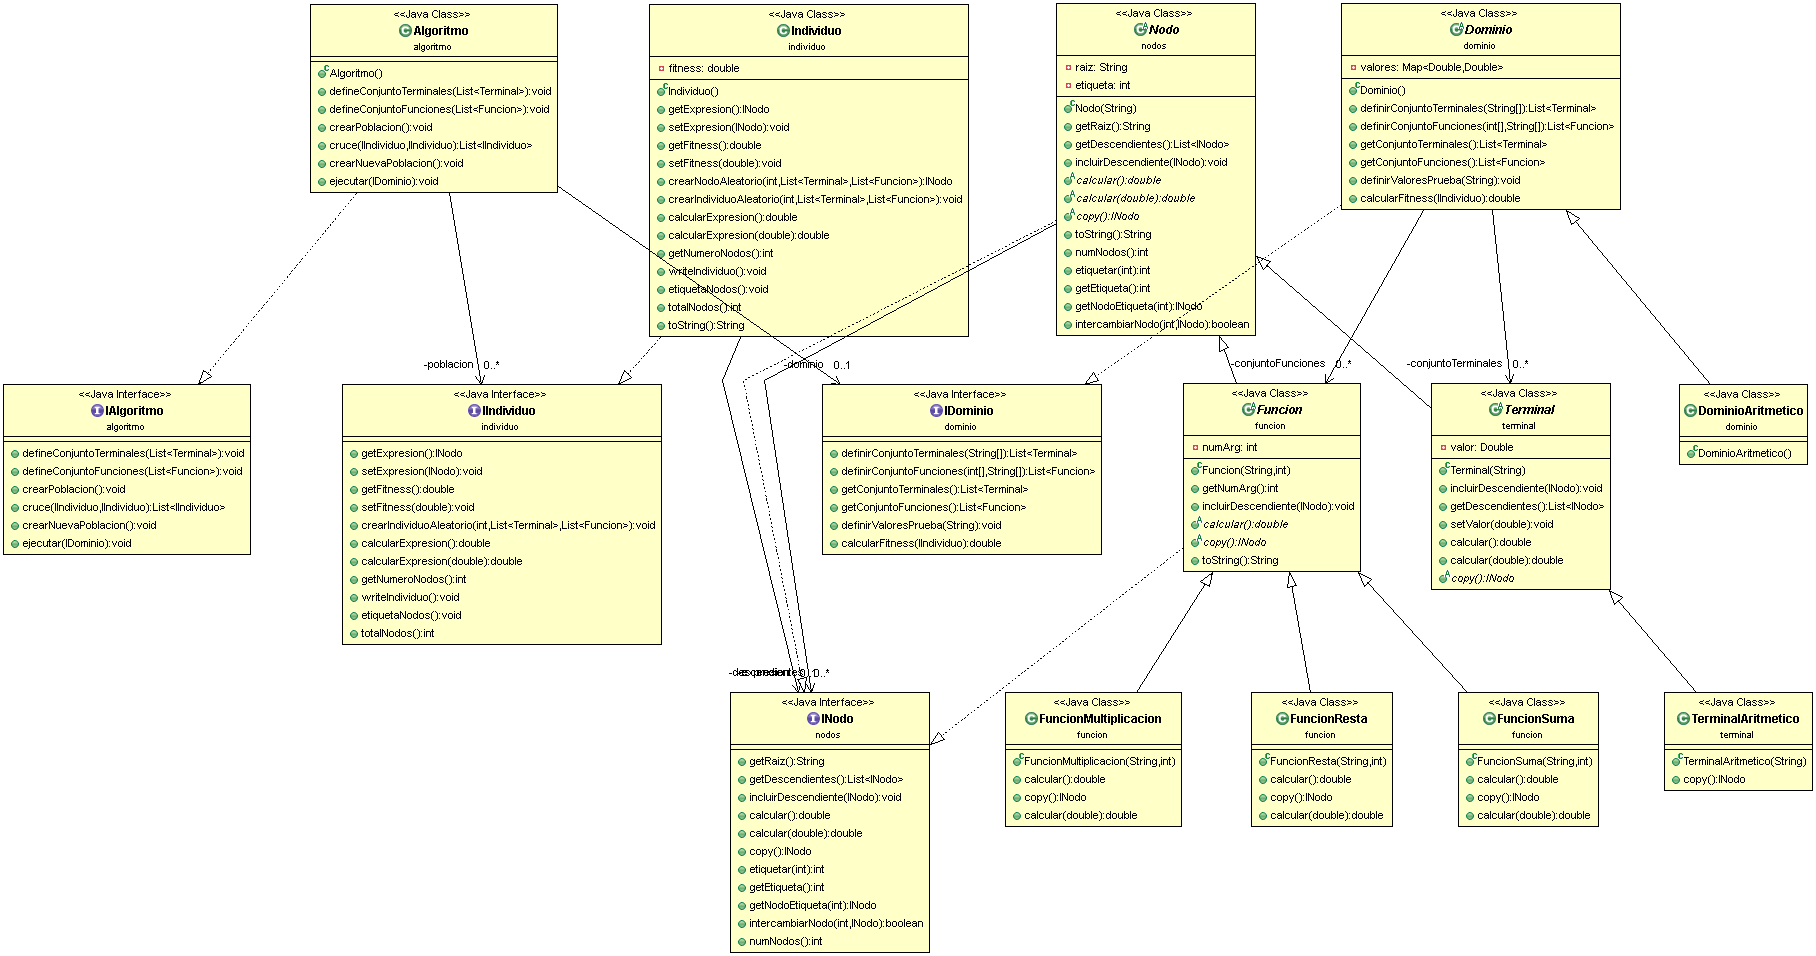 <<Java Class>>
Algoritmo
algoritmo
Algoritmo()
defineConjuntoTerminales(List<Terminal>):void
defineConjuntoFunciones(List<Funcion>):void
crearPoblacion():void
cruce(IIndividuo,IIndividuo):List<IIndividuo>
crearNuevaPoblacion():void
ejecutar(IDominio):void
<<Java Class>>
Individuo
individuo
fitness: double
Individuo()
getExpresion():INodo
setExpresion(INodo):void
getFitness():double
setFitness(double):void
crearNodoAleatorio(int,List<Terminal>,List<Funcion>):INodo
crearIndividuoAleatorio(int,List<Terminal>,List<Funcion>):void
calcularExpresion():double
calcularExpresion(double):double
getNumeroNodos():int
writeIndividuo():void
etiquetaNodos():void
totalNodos():int
toString():String
<<Java Class>>
Nodo
nodos
raiz: String
etiqueta: int
Nodo(String)
getRaiz():String
getDescendientes():List<INodo>
incluirDescendiente(INodo):void
calcular():double
calcular(double):double
copy():INodo
toString():String
numNodos():int
etiquetar(int):int
getEtiqueta():int
getNodoEtiqueta(int):INodo
intercambiarNodo(int,INodo):boolean
<<Java Class>>
Dominio
dominio
valores: Map<Double,Double>
Dominio()
definirConjuntoTerminales(String[]):List<Terminal>
definirConjuntoFunciones(int[],String[]):List<Funcion>
getConjuntoTerminales():List<Terminal>
getConjuntoFunciones():List<Funcion>
definirValoresPrueba(String):void
calcularFitness(IIndividuo):double
-poblacion 0..*
-dominio 0..1
-conjuntoFunciones 0..*
-conjuntoTerminales 0..*
<<Java Interface>>
IAlgoritmo
algoritmo
defineConjuntoTerminales(List<Terminal>):void
defineConjuntoFunciones(List<Funcion>):void
crearPoblacion():void
cruce(IIndividuo,IIndividuo):List<IIndividuo>
crearNuevaPoblacion():void
ejecutar(IDominio):void
<<Java Interface>>
IIndividuo
individuo
getExpresion():INodo
setExpresion(INodo):void
getFitness():double
setFitness(double):void
crearIndividuoAleatorio(int,List<Terminal>,List<Funcion>):void
calcularExpresion():double
calcularExpresion(double):double
getNumeroNodos():int
writeIndividuo():void
etiquetaNodos():void
totalNodos():int
<<Java Interface>>
IDominio
dominio
definirConjuntoTerminales(String[]):List<Terminal>
definirConjuntoFunciones(int[],String[]):List<Funcion>
getConjuntoTerminales():List<Terminal>
getConjuntoFunciones():List<Funcion>
definirValoresPrueba(String):void
calcularFitness(IIndividuo):double
<<Java Class>>
Funcion
funcion
numArg: int
Funcion(String,int)
getNumArg():int
incluirDescendiente(INodo):void
calcular():double
copy():INodo
toString():String
<<Java Class>>
Terminal
terminal
valor: Double
Terminal(String)
incluirDescendiente(INodo):void
getDescendientes():List<INodo>
setValor(double):void
calcular():double
calcular(double):double
copy():INodo
<<Java Class>>
DominioAritmetico
dominio
DominioAritmetico()
0..*
<<Java Interface>>
INodo
nodos
getRaiz():String
getDescendientes():List<INodo>
incluirDescendiente(INodo):void
calcular():double
calcular(double):double
copy():INodo
etiquetar(int):int
getEtiqueta():int
getNodoEtiqueta(int):INodo
intercambiarNodo(int,INodo):boolean
numNodos():int
<<Java Class>>
FuncionMultiplicacion
funcion
FuncionMultiplicacion(String,int)
calcular():double
copy():INodo
calcular(double):double
<<Java Class>>
FuncionResta
funcion
FuncionResta(String,int)
calcular():double
copy():INodo
calcular(double):double
<<Java Class>>
FuncionSuma
funcion
FuncionSuma(String,int)
calcular():double
copy():INodo
calcular(double):double
<<Java Class>>
TerminalAritmetico
terminal
TerminalAritmetico(String)
copy():INodo